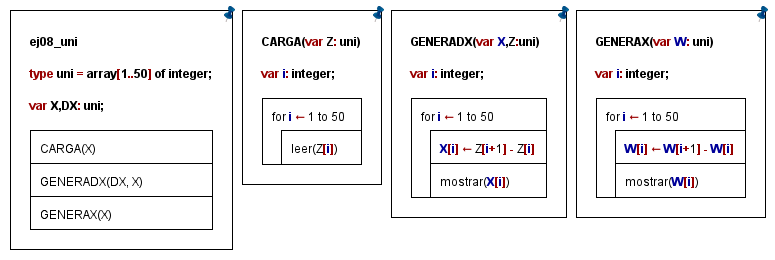 ej08_uni
type uni = array[1..50] of integer;
var X,DX: uni;
CARGA(X)
GENERADX(DX, X)
GENERAX(X)
CARGA(var Z: uni)
var i: integer;
for i ← 1 to 50
leer(Z[i])
GENERADX(var X,Z:uni)
var i: integer;
for i ← 1 to 50
X[i] ← Z[i+1] - Z[i]
mostrar(X[i])
GENERAX(var W: uni)
var i: integer;
for i ← 1 to 50
W[i] ← W[i+1] - W[i]
mostrar(W[i])